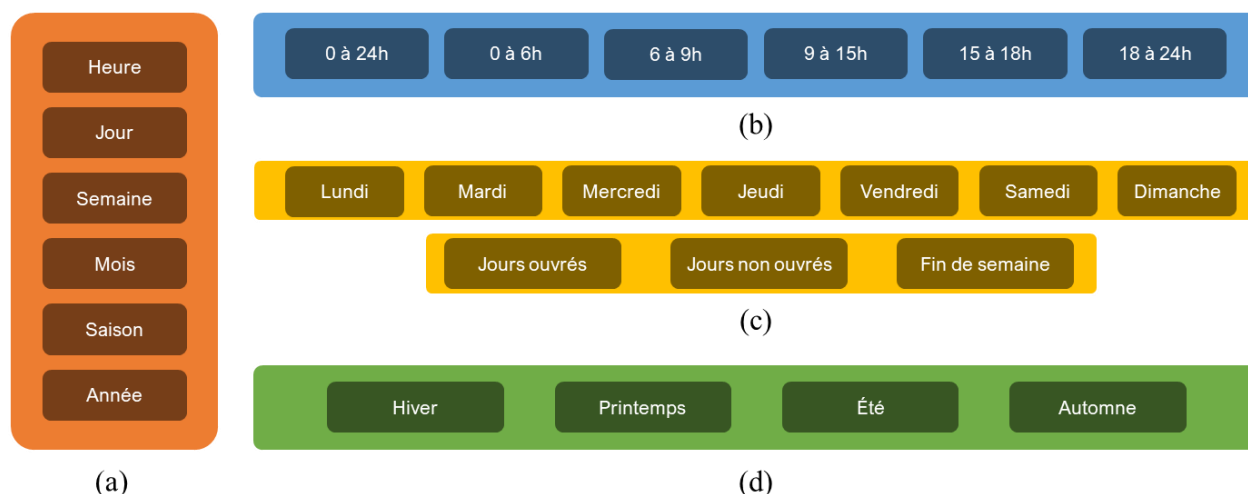 Heure
Jour
Semaine
Mois
Saison
Année
(a)
0 à 24h 0 à 6h 6 à 9h 9 à 15h 15 à 18h 18 à 24h
(b)
Lundi Mardi Mercredi Jeudi Vendredi Samedi Dimanche
Jours ouvrés Jours non ouvrés Fin de semaine
(c)
Hiver Printemps Été Automne
(d)